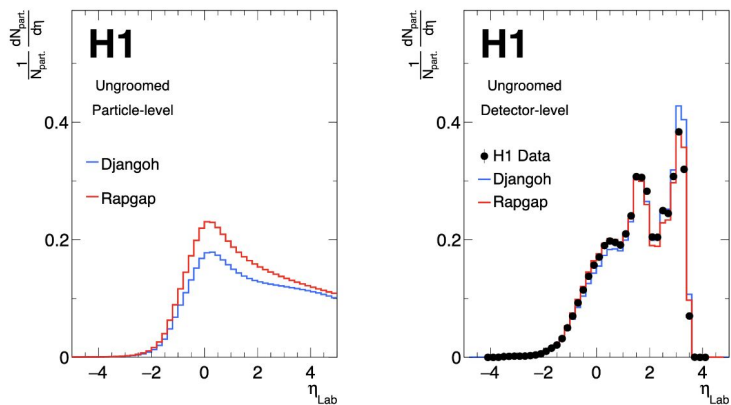 1/N_part. dN_part./dη
H1
Ungroomed
Particle-level
Djangoh
Rapgap
0.4
0.2
0
−4 −2 0 2 4
η_Lab
1/N_part. dN_part./dη
H1
Ungroomed
Detector-level
H1 Data
Djangoh
Rapgap
0.4
0.2
0
−4 −2 0 2 4
η_Lab